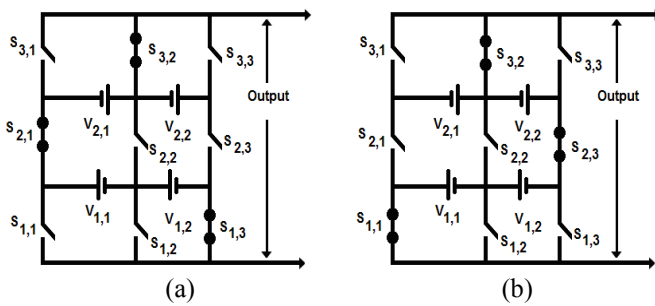 S3,1
S3,2
S3,3
Output
V2,1
V2,2
S2,1
S2,2
S2,3
V1,1
V1,2
S1,1
S1,2
S1,3
(a)
S3,1
S3,2
S3,3
Output
V2,1
V2,2
S2,1
S2,2
S2,3
V1,1
V1,2
S1,1
S1,2
S1,3
(b)